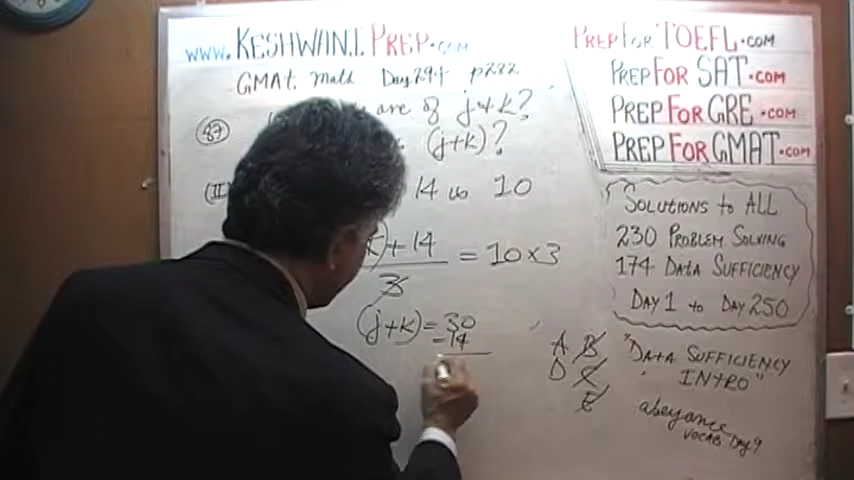 www.KESHWANI PREP.com
GMAT Math Day 294 p282
87
are of j & k?
(j+k)?
(II) 14 is 10
k)+14
3
= 10 × 3
(j+k) = 30
-14
A B
D C
E
PREPFORTOEFL.com
PREPFORSAT.com
PREPFORGRE.com
PREPFORGMAT.com
SOLUTIONS to ALL
230 PROBLEM SOLVING
174 DATA SUFFICIENCY
DAY 1 to DAY 250
"DATA SUFFICIENCY
INTRO"
abeyance
VOCAB Day 9